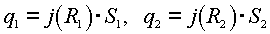 q₁ = j(R₁)·S₁, q₂ = j(R₂)·S₂